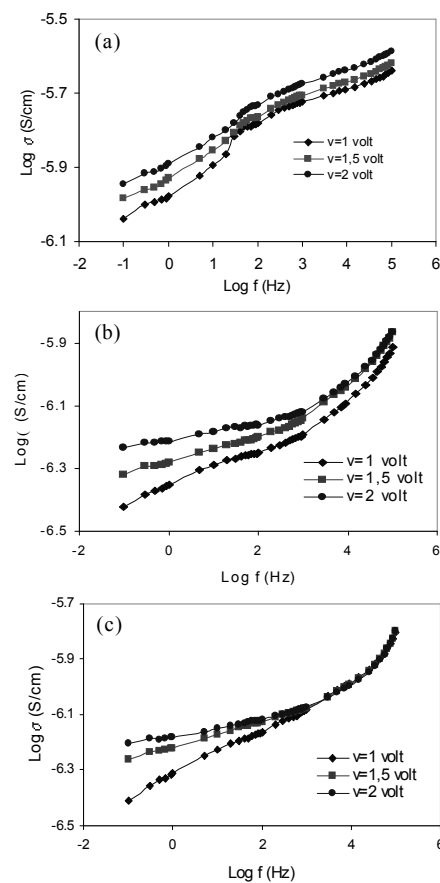 (a)
-5.5
-5.7
-5.9
-6.1
Log σ (S/cm)
v=1 volt
v=1,5 volt
v=2 volt
-2 -1 0 1 2 3 4 5 6
Log f (Hz)
(b)
-5.9
-6.1
-6.3
-6.5
Log( (S/cm)
v=1 volt
v=1,5 volt
v=2 volt
-2 0 2 4 6
Log f (Hz)
(c)
-5.7
-5.9
-6.1
-6.3
-6.5
Log σ (S/cm)
v=1 volt
v=1,5 volt
v=2 volt
-2 0 2 4 6
Log f (Hz)